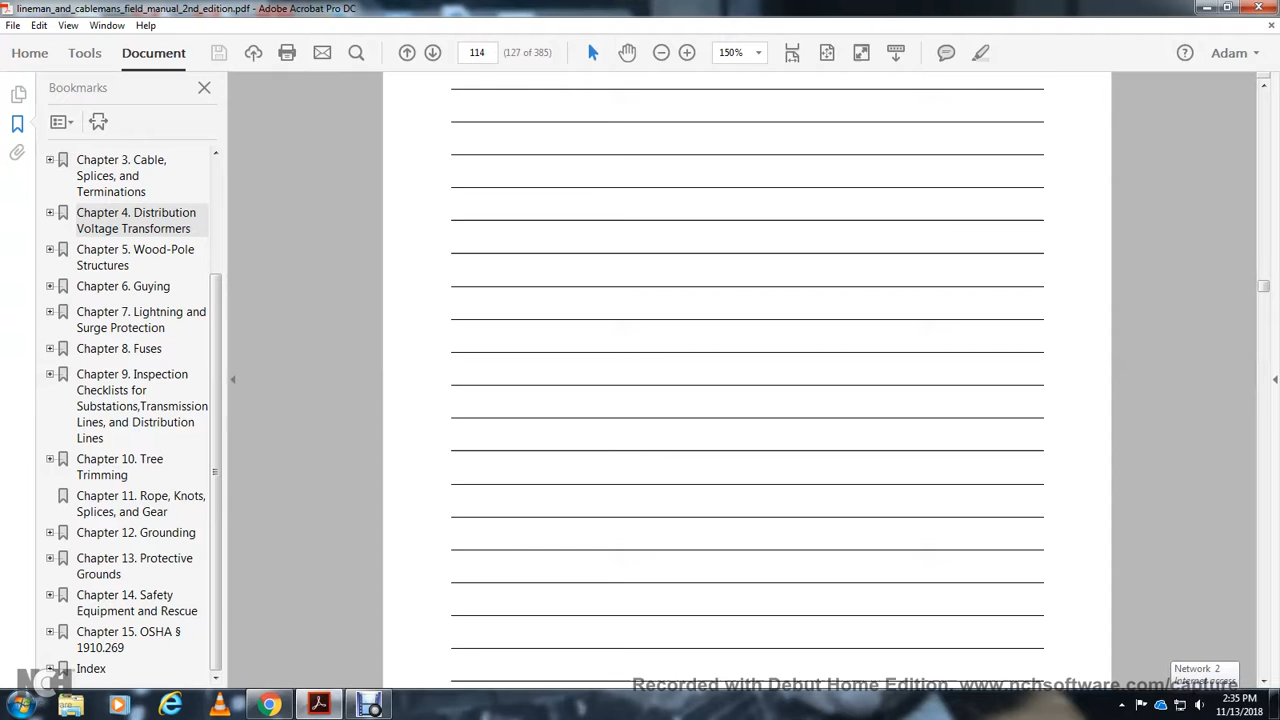 lineman_and_cablemans_field_manual_2nd_edition.pdf - Adobe Acrobat Pro DC
File Edit View Window Help
Home Tools Document 114 (127 of 385) 150% Adam
Bookmarks
Chapter 3. Cable,
Splices, and
Terminations
Chapter 4. Distribution
Voltage Transformers
Chapter 5. Wood-Pole
Structures
Chapter 6. Guying
Chapter 7. Lightning and
Surge Protection
Chapter 8. Fuses
Chapter 9. Inspection
Checklists for
Substations,Transmission
Lines, and Distribution
Lines
Chapter 10. Tree
Trimming
Chapter 11. Rope, Knots,
Splices, and Gear
Chapter 12. Grounding
Chapter 13. Protective
Grounds
Chapter 14. Safety
Equipment and Rescue
Chapter 15. OSHA §
1910.269
Index
Network 2
Internet access
NCH
Recorded with Debut Home Edition. www.nchsoftware.com/capture
2:35 PM
11/13/2018